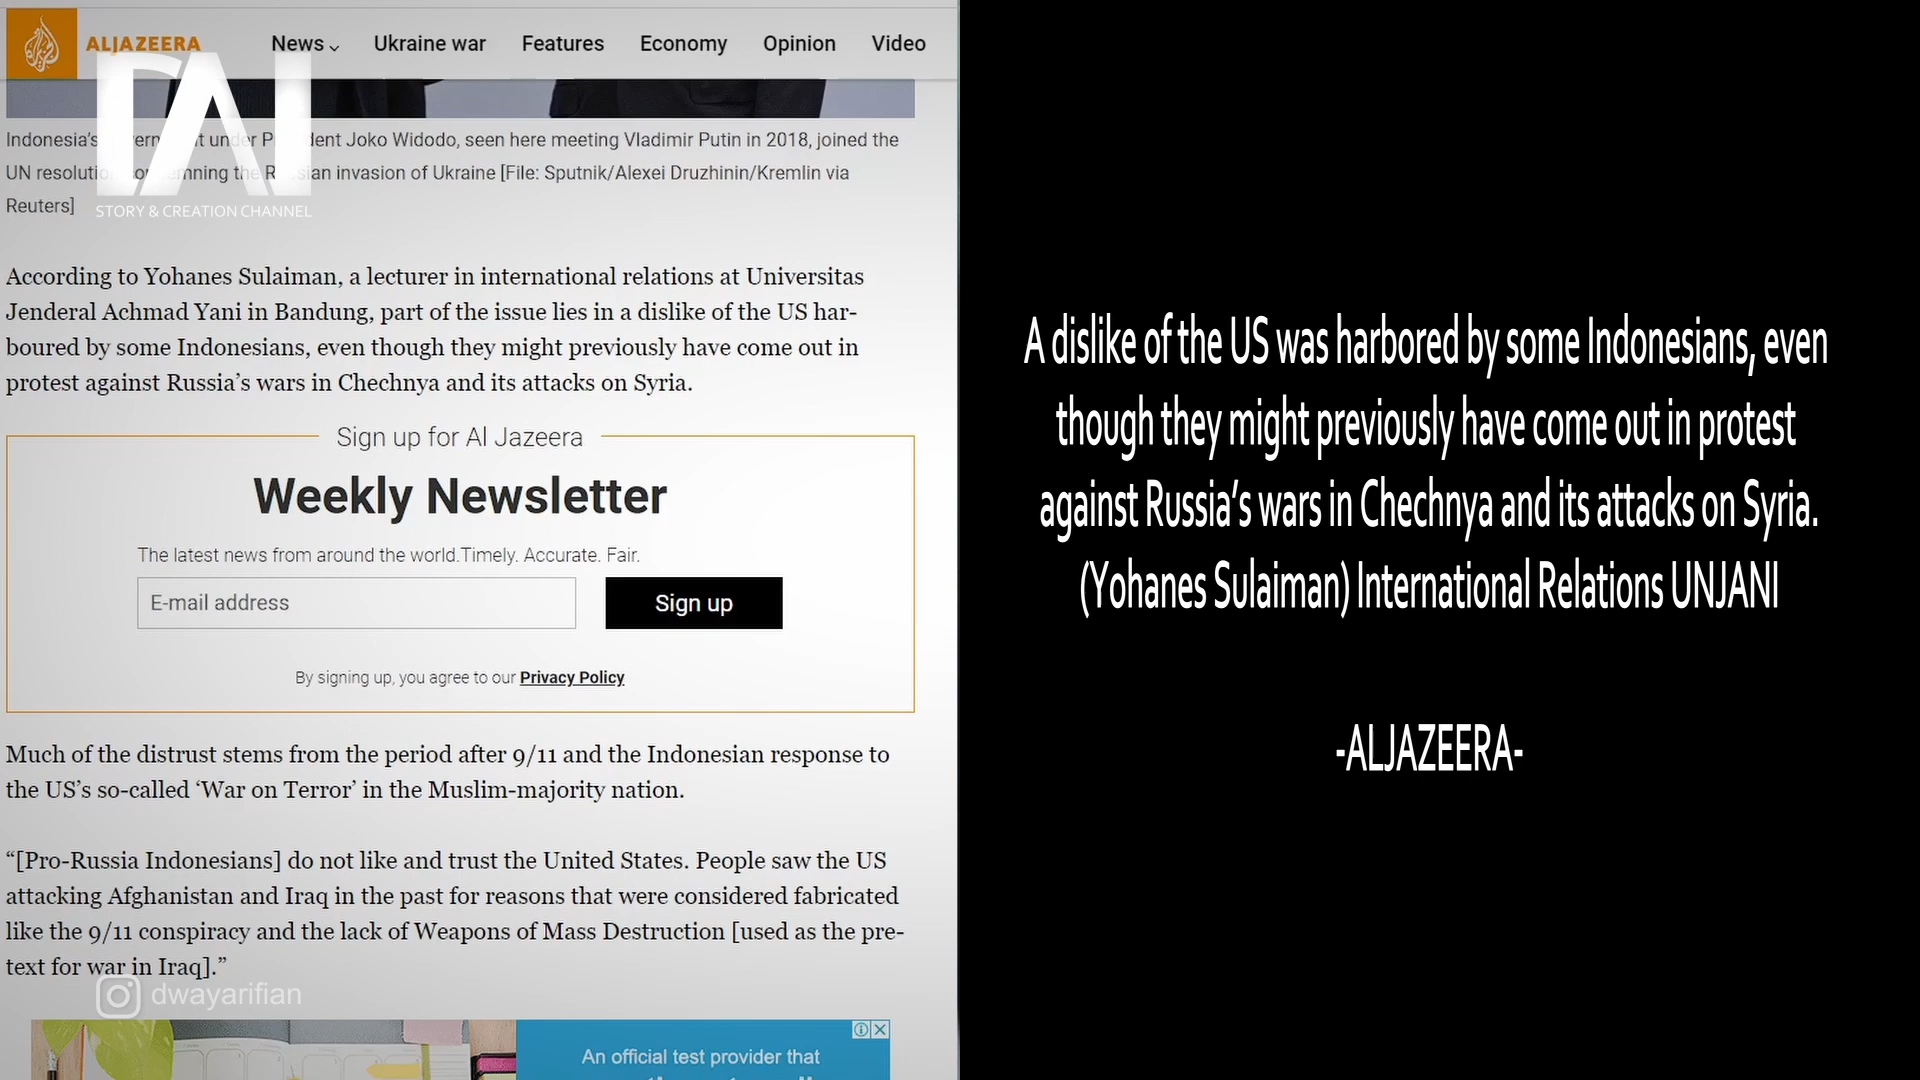 ALJAZEERA
News Ukraine war Features Economy Opinion Video
DAI
STORY & CREATION CHANNEL
Indonesia's government under President Joko Widodo, seen here meeting Vladimir Putin in 2018, joined the
UN resolution condemning the Russian invasion of Ukraine [File: Sputnik/Alexei Druzhinin/Kremlin via
Reuters]
According to Yohanes Sulaiman, a lecturer in international relations at Universitas
Jenderal Achmad Yani in Bandung, part of the issue lies in a dislike of the US har-
boured by some Indonesians, even though they might previously have come out in
protest against Russia's wars in Chechnya and its attacks on Syria.
Sign up for Al Jazeera
Weekly Newsletter
The latest news from around the world.Timely. Accurate. Fair.
E-mail address
Sign up
By signing up, you agree to our Privacy Policy
Much of the distrust stems from the period after 9/11 and the Indonesian response to
the US's so-called ‘War on Terror’ in the Muslim-majority nation.
“[Pro-Russia Indonesians] do not like and trust the United States. People saw the US
attacking Afghanistan and Iraq in the past for reasons that were considered fabricated
like the 9/11 conspiracy and the lack of Weapons of Mass Destruction [used as the pre-
text for war in Iraq].”
dwayarifian
An official test provider that
A dislike of the US was harbored by some Indonesians, even
though they might previously have come out in protest
against Russia's wars in Chechnya and its attacks on Syria.
(Yohanes Sulaiman) International Relations UNJANI
-ALJAZEERA-